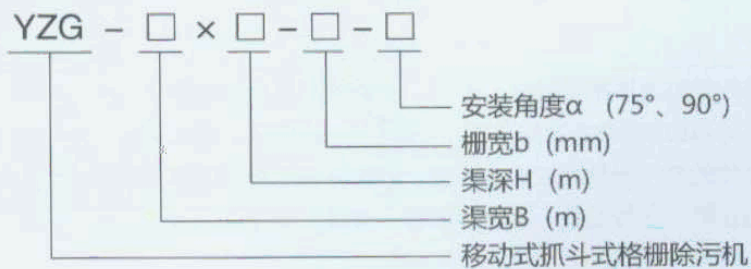 YZG - □ × □ - □ - □
安装角度α (75°、90°)
栅宽b (mm)
渠深H (m)
渠宽B (m)
移动式抓斗式格栅除污机